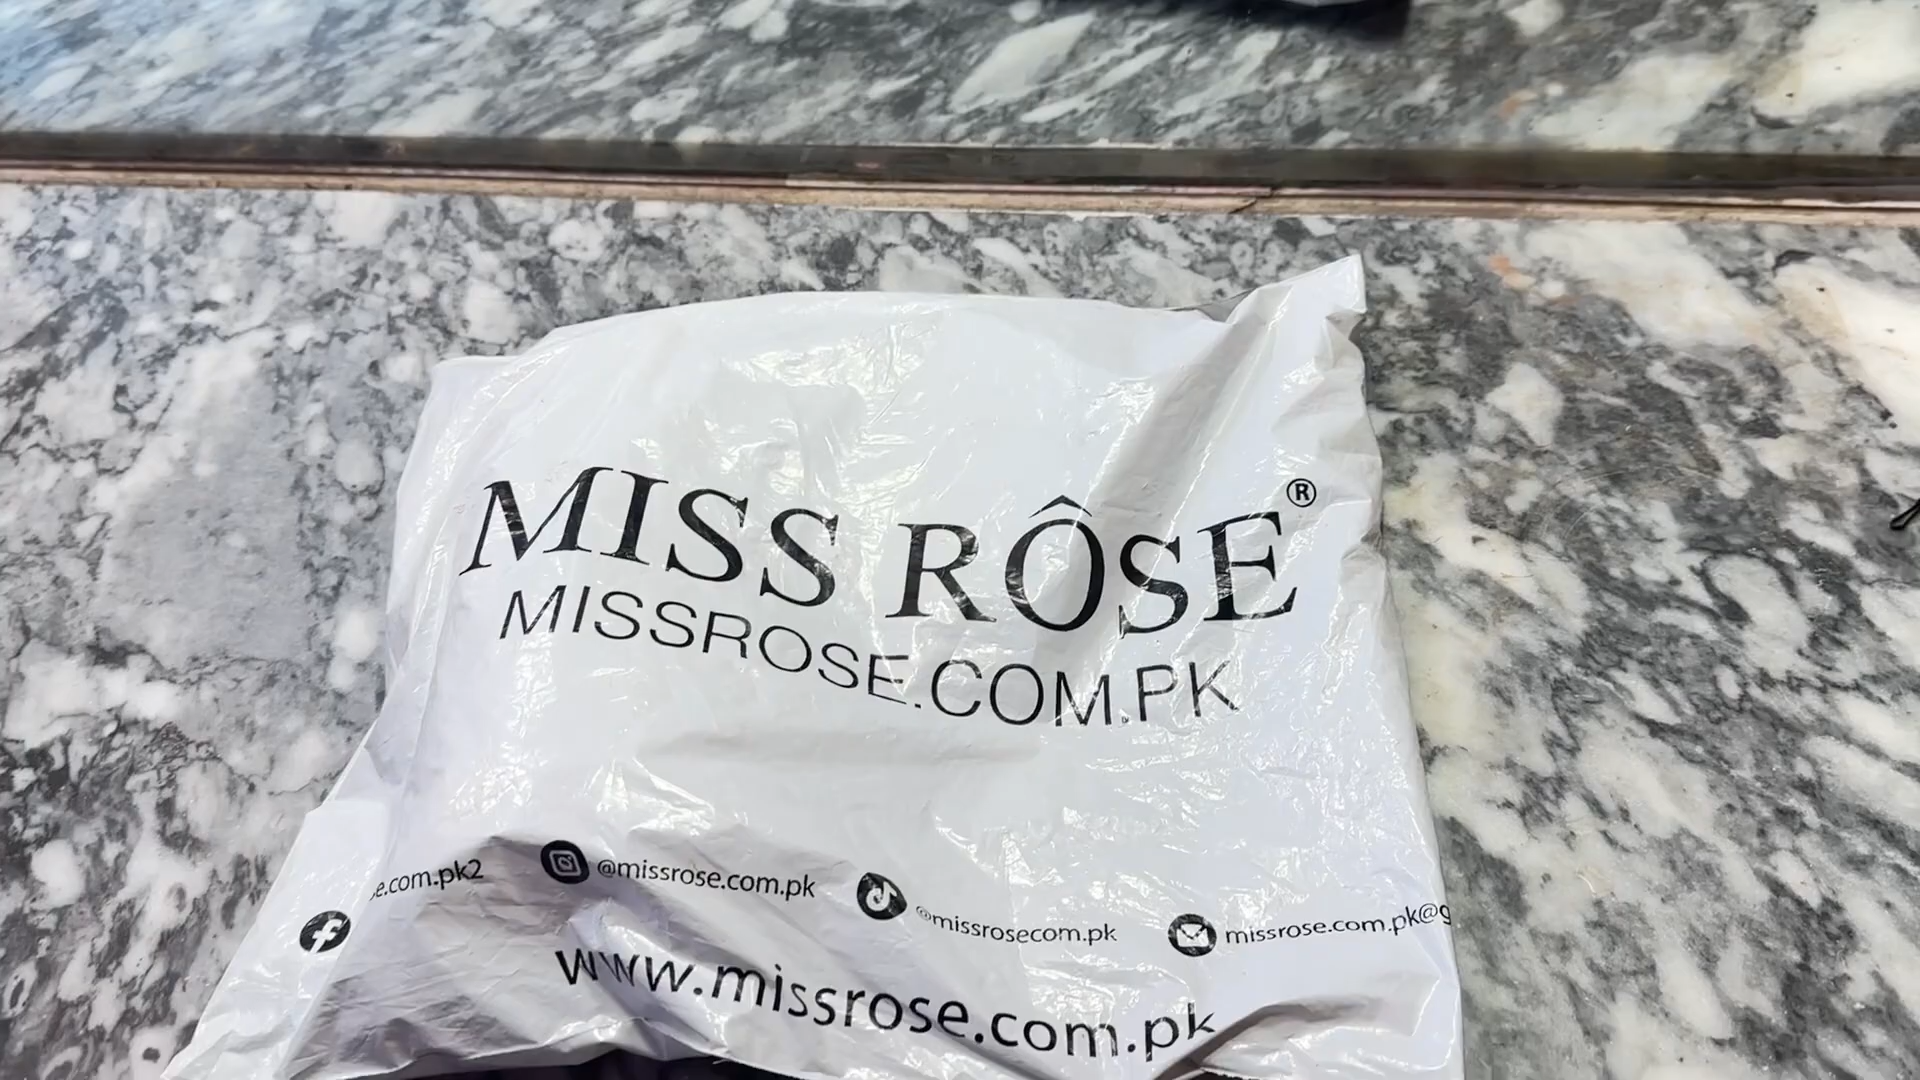 MISS RÔSE®
MISSROSE.COM.PK
e.com.pk2 @missrose.com.pk @missrosecom.pk missrose.com.pk@g
www.missrose.com.pk